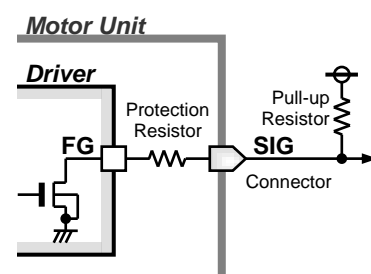 Motor Unit
Driver
Protection
Resistor
Pull-up
Resistor
FG
SIG
Connector